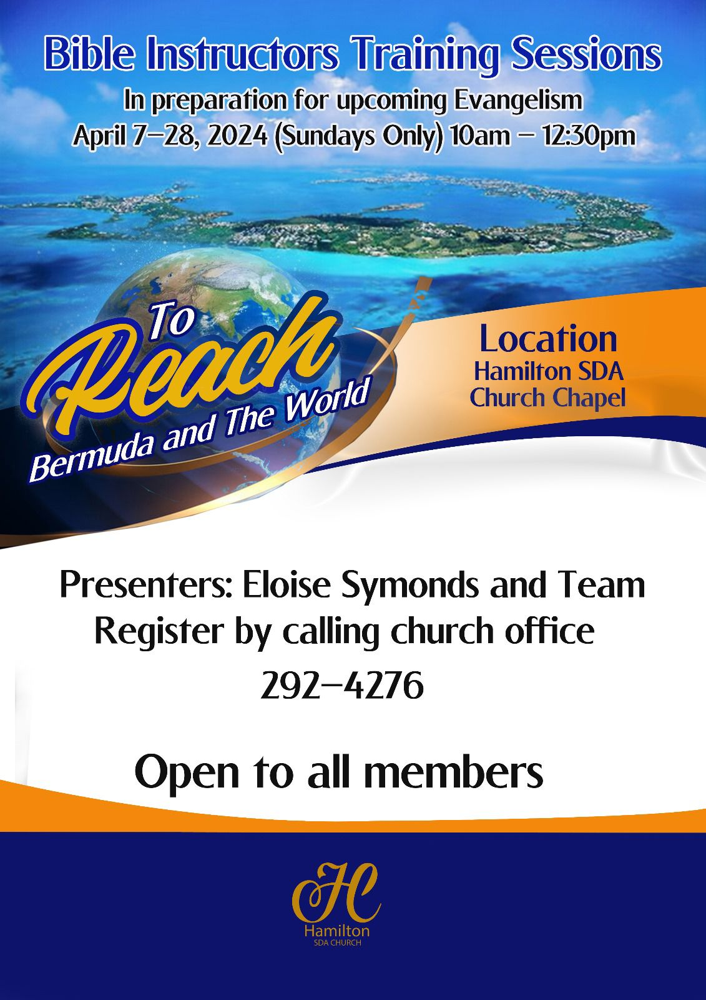 Bible Instructors Training Sessions
In preparation for upcoming Evangelism
April 7–28, 2024 (Sundays Only) 10am – 12:30pm
To
Reach
Bermuda and The World
Location
Hamilton SDA
Church Chapel
Presenters: Eloise Symonds and Team
Register by calling church office
292–4276
Open to all members
H
Hamilton
SDA CHURCH